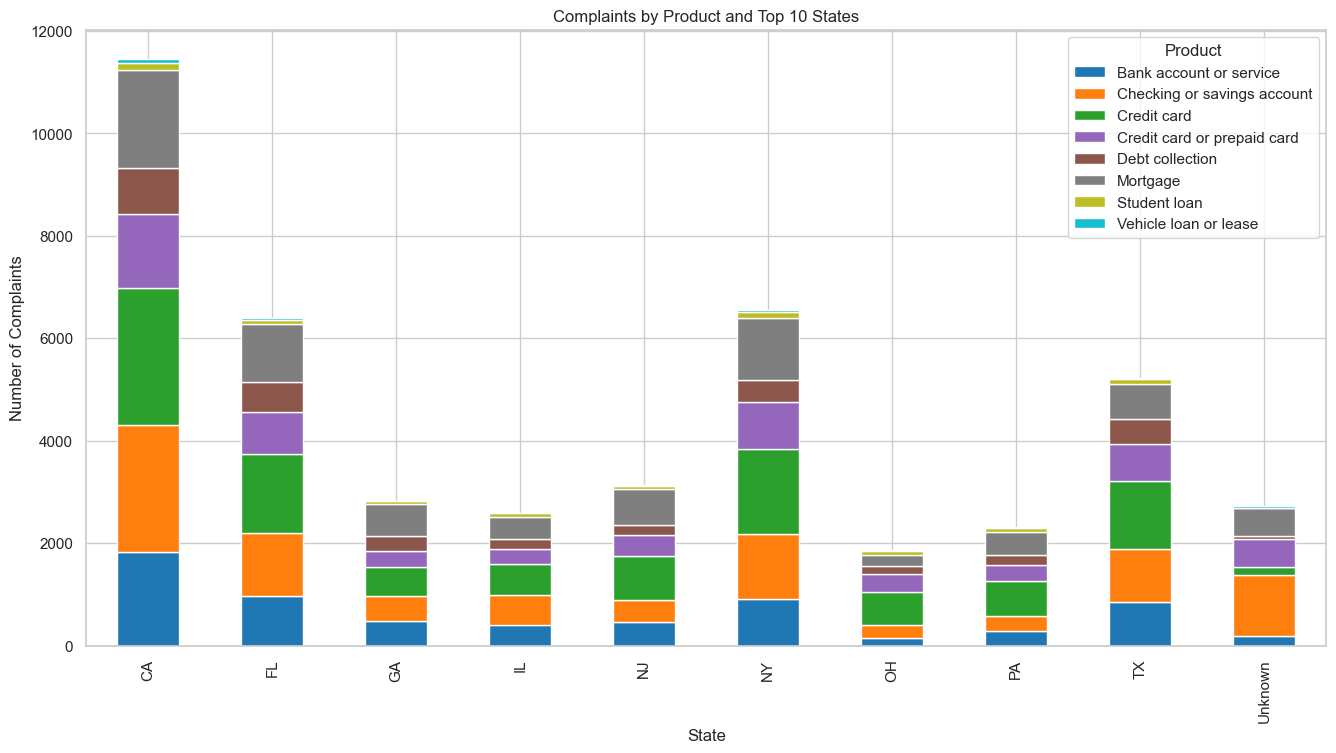 Complaints by Product and Top 10 States
12000
10000
8000
6000
4000
2000
0
Number of Complaints
Product
Bank account or service
Checking or savings account
Credit card
Credit card or prepaid card
Debt collection
Mortgage
Student loan
Vehicle loan or lease
CA
FL
GA
IL
NJ
NY
OH
PA
TX
Unknown
State